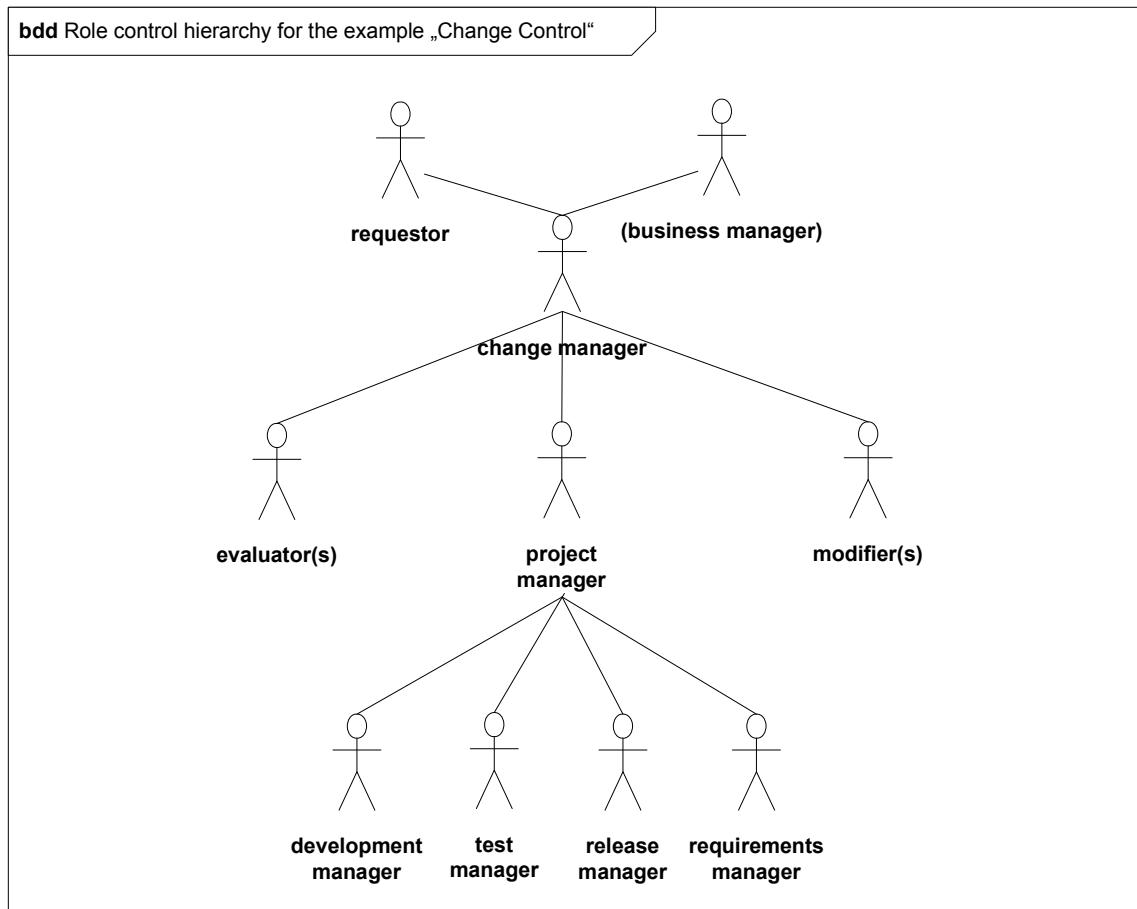 bdd Role control hierarchy for the example „Change Control“
requestor
(business manager)
change manager
evaluator(s)
project
manager
modifier(s)
development
manager
test
manager
release
manager
requirements
manager